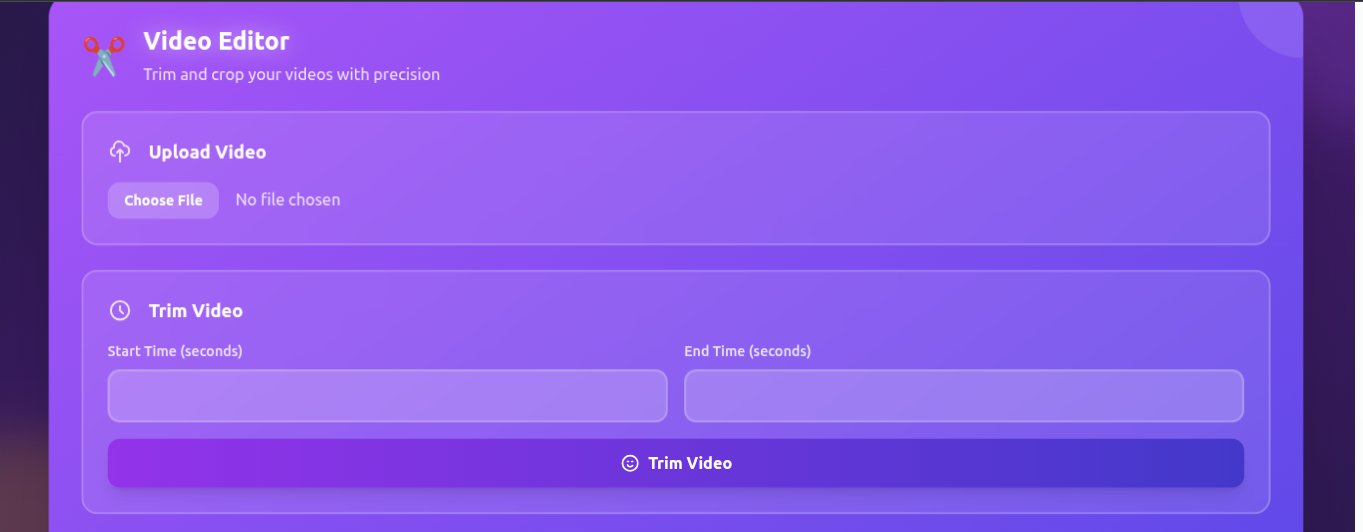 Video Editor
Trim and crop your videos with precision
Upload Video
Choose File No file chosen
Trim Video
Start Time (seconds) End Time (seconds)
Trim Video